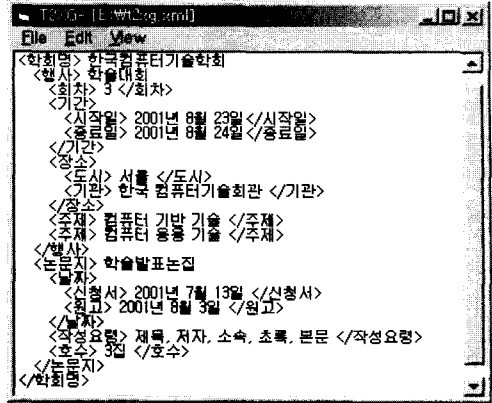 File Edit View
<학회명> 한국컴퓨터기술학회
<행사> 학술대회
<회차> 3 </회차>
<기간>
<시작일> 2001년 8월 23일</시작일>
<종료일> 2001년 8월 24일</종료일>
</기간>
<장소>
<도시> 서울 </도시>
<기관> 한국 컴퓨터기술회관 </기관>
</장소>
<주제> 컴퓨터 기반 기술 </주제>
<주제> 컴퓨터 응용 기술 </주제>
</행사>
<논문지> 학술발표논집
<날짜>
<신청서> 2001년 7월 13일 </신청서>
<원고> 2001년 8월 3일 </원고>
</날짜>
<작성요령> 제목, 저자, 소속, 초록, 본문 </작성요령>
<호수> 3집 </호수>
</논문지>
</학회명>